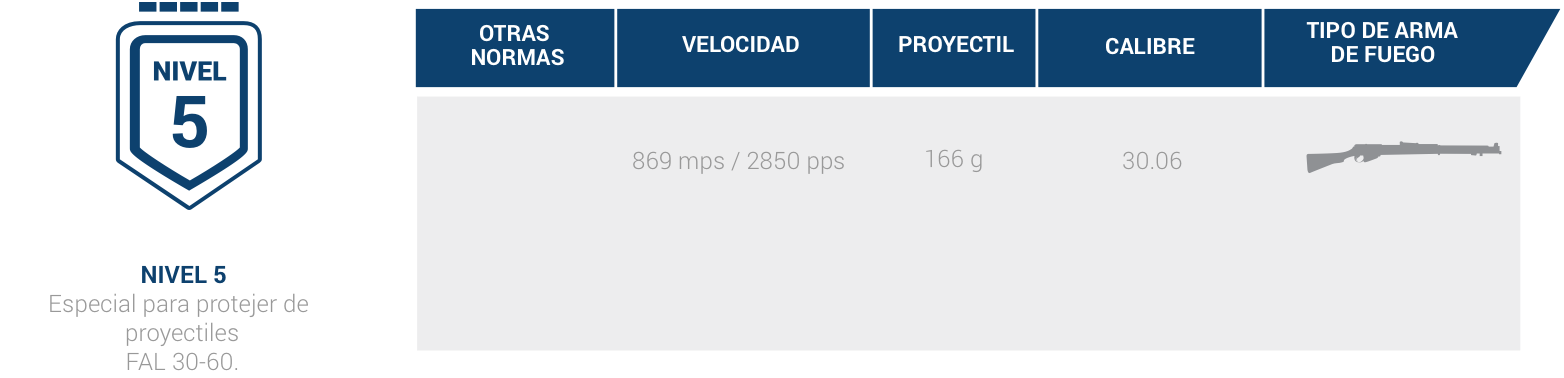 NIVEL
5
NIVEL 5
Especial para protejer de
proyectiles
FAL 30-60.
OTRAS
NORMAS
VELOCIDAD
PROYECTIL
CALIBRE
TIPO DE ARMA
DE FUEGO
869 mps / 2850 pps
166 g
30.06